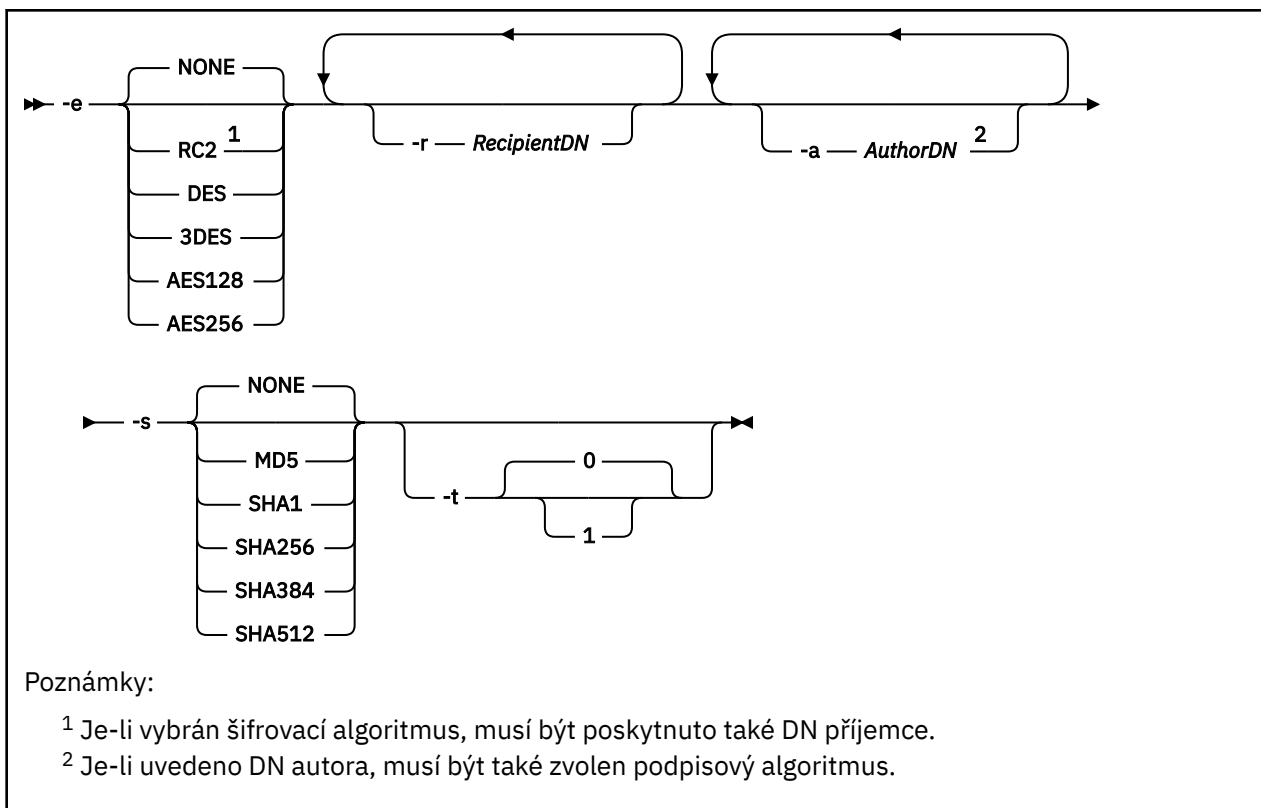 NONE
-e
RC2 1
-r RecipientDN
-a AuthorDN 2
DES
3DES
AES128
AES256
NONE
-s
MD5
0
-t
SHA1
1
SHA256
SHA384
SHA512
Poznámky:
1 Je-li vybrán šifrovací algoritmus, musí být poskytnuto také DN příjemce.
2 Je-li uvedeno DN autora, musí být také zvolen podpisový algoritmus.